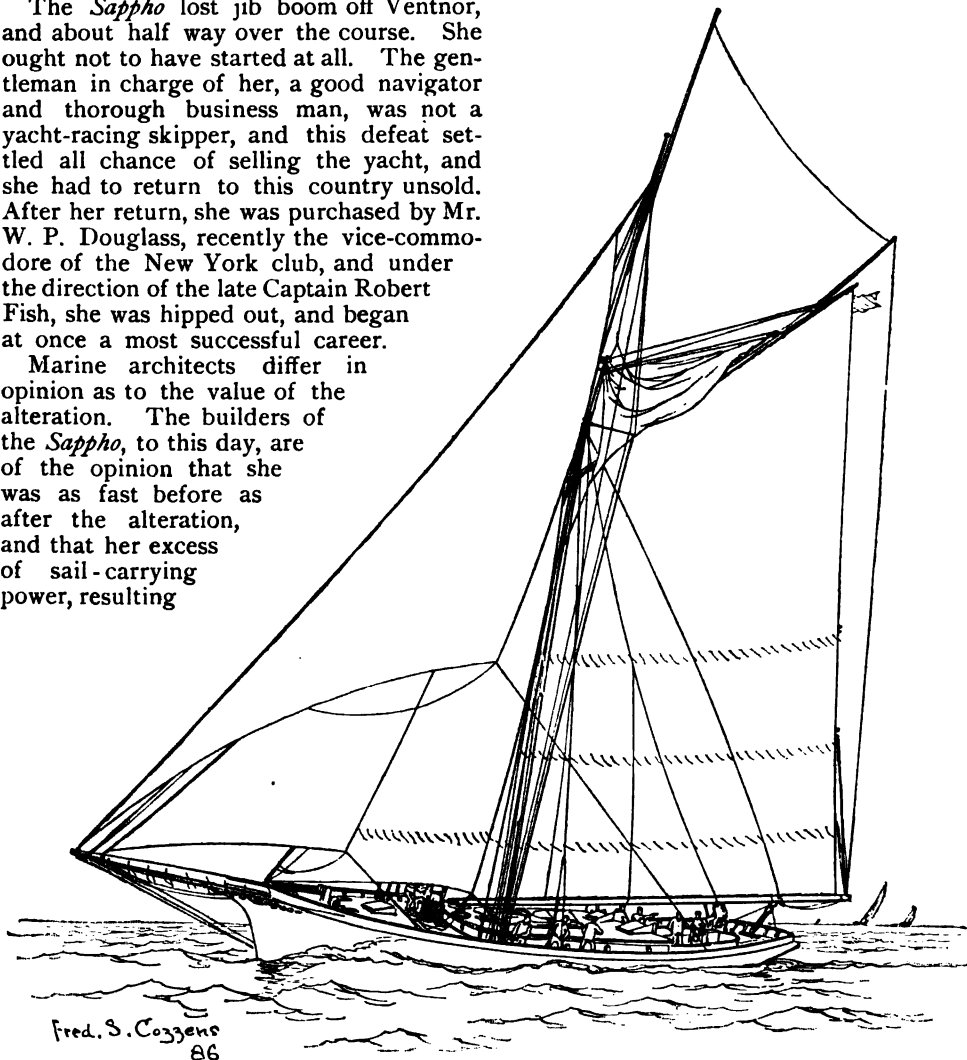 The Sappho lost jib boom off Ventnor,
and about half way over the course. She
ought not to have started at all. The gen-
tleman in charge of her, a good navigator
and thorough business man, was not a
yacht-racing skipper, and this defeat set-
tled all chance of selling the yacht, and
she had to return to this country unsold.
After her return, she was purchased by Mr.
W. P. Douglass, recently the vice-commo-
dore of the New York club, and under
the direction of the late Captain Robert
Fish, she was hipped out, and began
at once a most successful career.
Marine architects differ in
opinion as to the value of the
alteration. The builders of
the Sappho, to this day, are
of the opinion that she
was as fast before as
after the alteration,
and that her excess
of sail-carrying
power, resulting
Fred. S. Cozzens
86